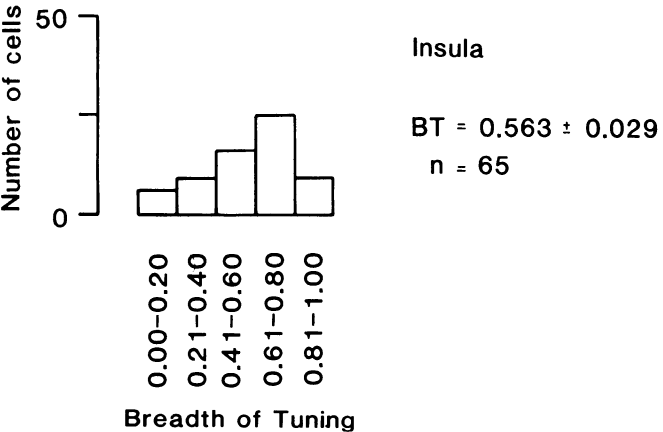 Number of cells
50
0
Insula
BT = 0.563 ± 0.029
n = 65
0.00-0.20
0.21-0.40
0.41-0.60
0.61-0.80
0.81-1.00
Breadth of Tuning